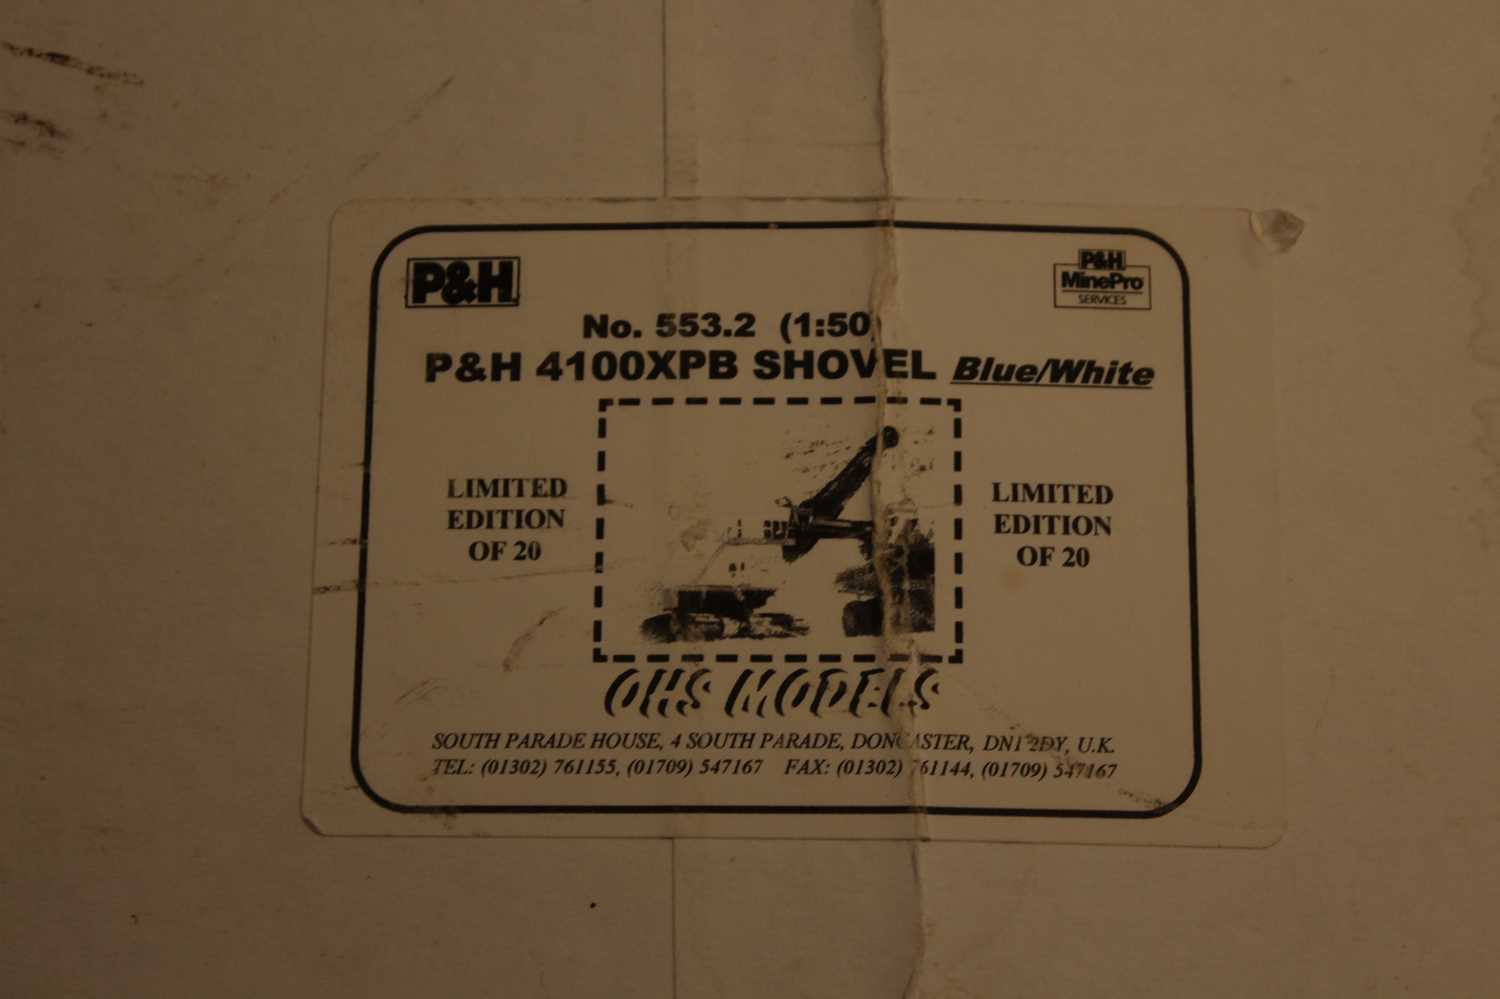 P&H
P&H
MinePro
SERVICES
No. 553.2 (1:50)
P&H 4100XPB SHOVEL Blue/White
LIMITED
EDITION
OF 20
LIMITED
EDITION
OF 20
OHS MODELS
SOUTH PARADE HOUSE, 4 SOUTH PARADE, DONCASTER, DN1 2DY, U.K.
TEL: (01302) 761155, (01709) 547167 FAX: (01302) 761144, (01709) 547167